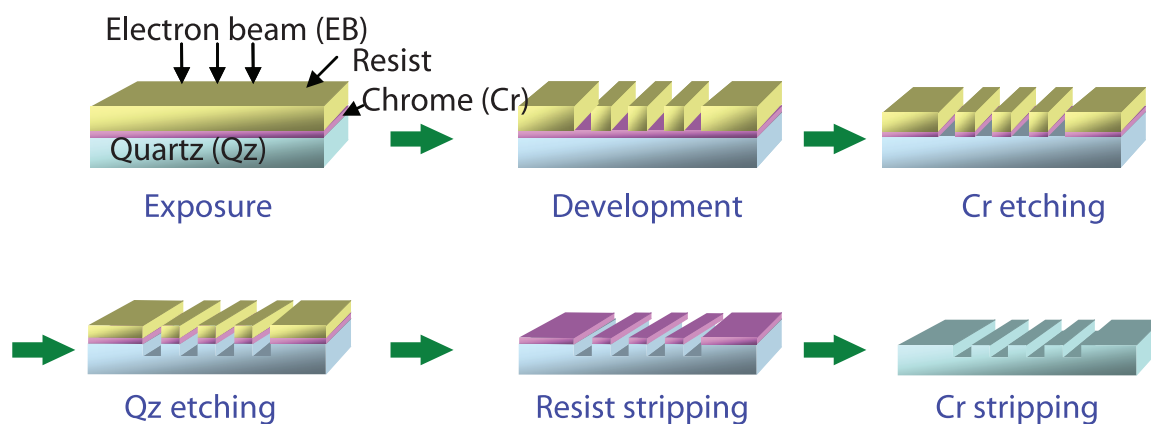 Electron beam (EB)
Resist
Chrome (Cr)
Quartz (Qz)
Exposure
Development
Cr etching
Qz etching
Resist stripping
Cr stripping